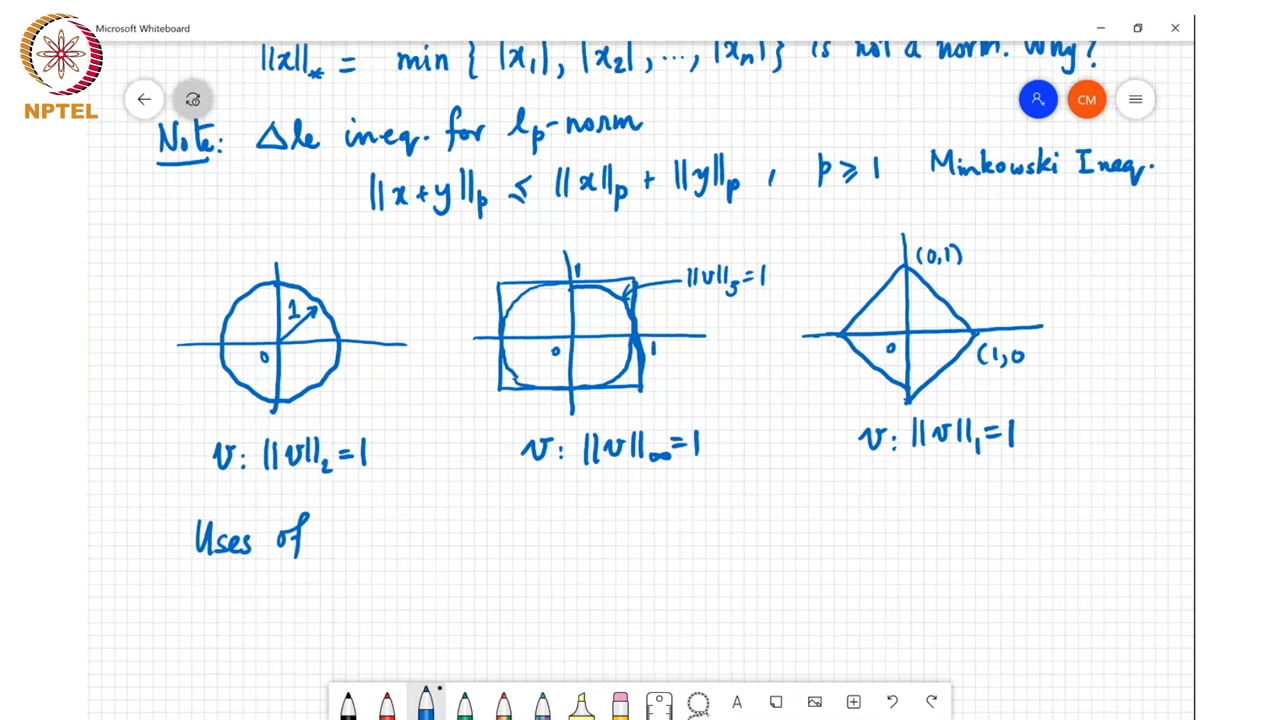 Microsoft Whiteboard
||x||* = min { |x1|, |x2|, ..., |xn| } is not a norm. Why?
NPTEL
CM
Note: Δle ineq. for lp-norm
||x + y||p ≤ ||x||p + ||y||p , p ≥ 1 Minkowski Ineq.
(0,1)
1
||v||5 = 1
1
0
0
1
0
(1,0
v: ||v||2 = 1
v: ||v||∞ = 1
v: ||v||1 = 1
Uses of
A